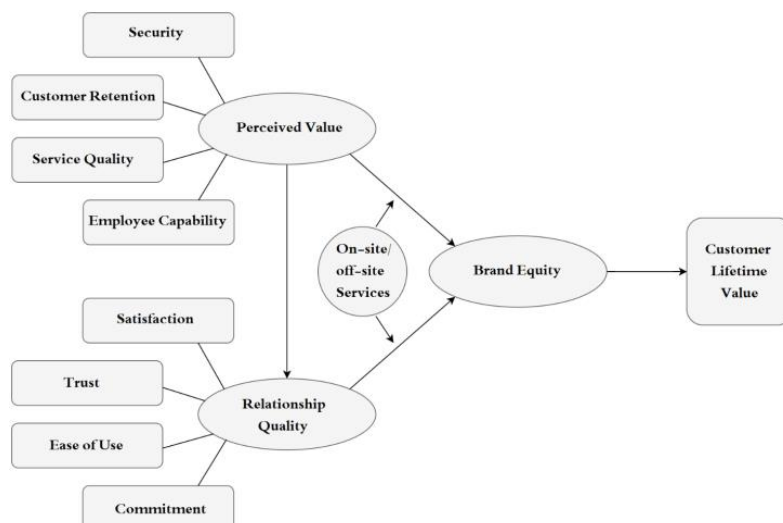 Security
Customer Retention
Perceived Value
Service Quality
Employee Capability
On-site/
off-site
Services
Brand Equity
Customer
Lifetime
Value
Satisfaction
Trust
Relationship
Quality
Ease of Use
Commitment